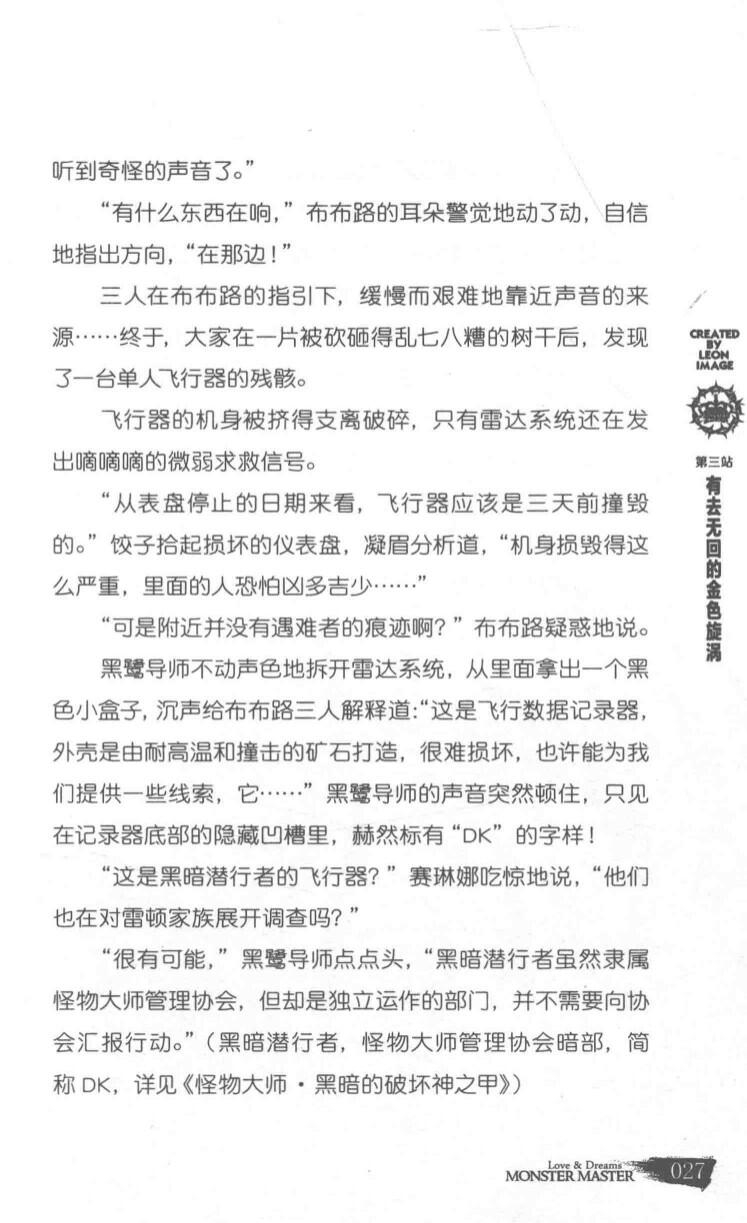 听到奇怪的声音了。”
“有什么东西在响，”布布路的耳朵警觉地动了动，自信
地指出方向，“在那边！”
三人在布布路的指引下，缓慢而艰难地靠近声音的来
源……终于，大家在一片被砍砸得乱七八糟的树干后，发现
了一台单人飞行器的残骸。
飞行器的机身被挤得支离破碎，只有雷达系统还在发
出嘀嘀嘀的微弱求救信号。
“从表盘停止的日期来看，飞行器应该是三天前撞毁
的。”饺子拾起损坏的仪表盘，凝眉分析道，“机身损毁得这
么严重，里面的人恐怕凶多吉少……”
“可是附近并没有遇难者的痕迹啊？”布布路疑惑地说。
黑鹭导师不动声色地拆开雷达系统，从里面拿出一个黑
色小盒子，沉声给布布路三人解释道：“这是飞行数据记录器，
外壳是由耐高温和撞击的矿石打造，很难损坏，也许能为我
们提供一些线索，它……”黑鹭导师的声音突然顿住，只见
在记录器底部的隐藏凹槽里，赫然标有“DK”的字样！
“这是黑暗潜行者的飞行器？”赛琳娜吃惊地说，“他们
也在对雷顿家族展开调查吗？”
“很有可能，”黑鹭导师点点头，“黑暗潜行者虽然隶属
怪物大师管理协会，但却是独立运作的部门，并不需要向协
会汇报行动。”（黑暗潜行者，怪物大师管理协会暗部，简
称DK，详见《怪物大师·黑暗的破坏神之甲》）
CREATED
BY
LEON
IMAGE
第三站
有去无回的金色旋涡
Love & Dreams
MONSTER MASTER
027